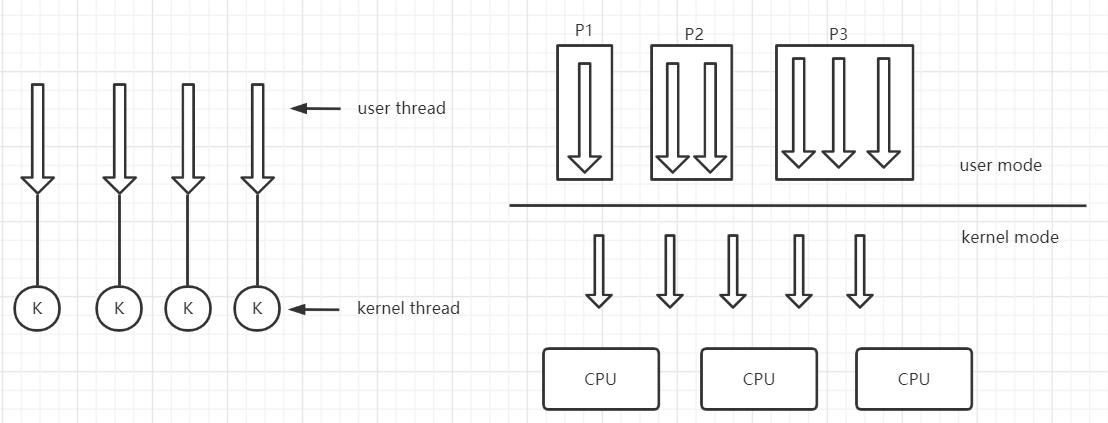 user thread
K K K K
kernel thread
P1 P2 P3
user mode
kernel mode
CPU CPU CPU